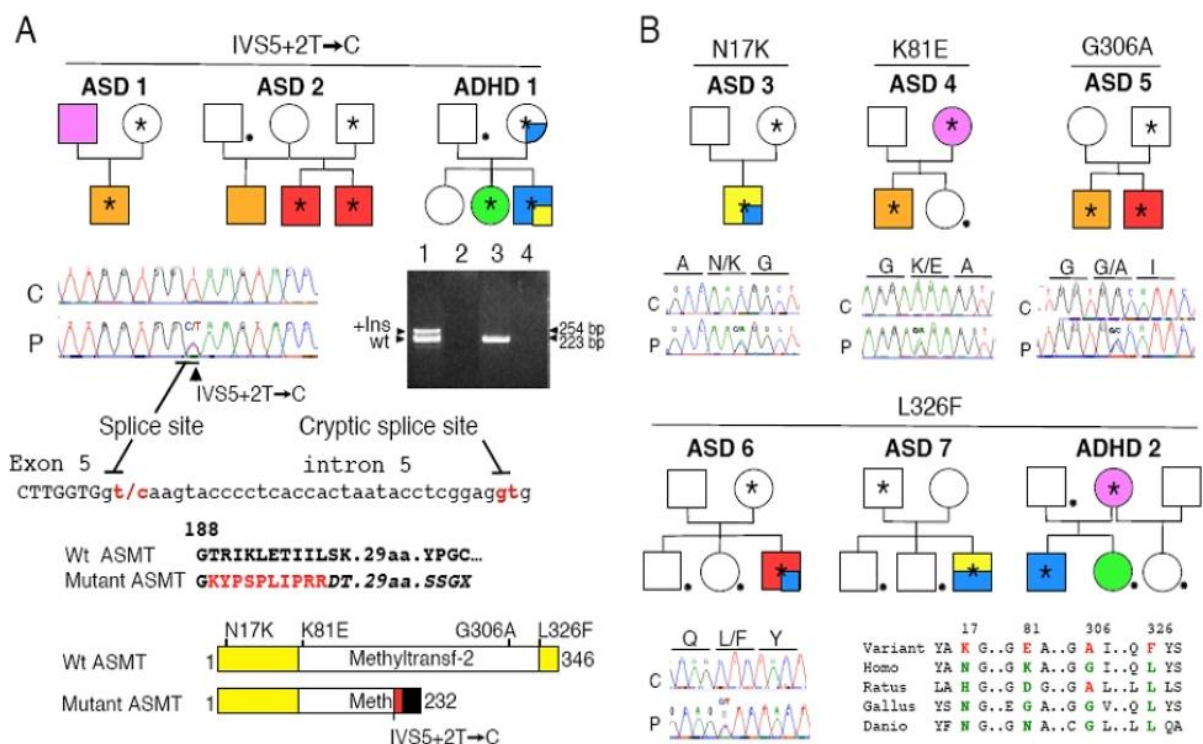 A
IVS5+2T→C
ASD 1 ASD 2 ADHD 1
* * * *
* * * * *
1 2 3 4
C
P
C/T
IVS5+2T→C
+Ins
wt
254 bp
223 bp
Splice site Cryptic splice site
Exon 5 intron 5
CTTGGTGgt/caagtacccctcaccactaatacctcggaggtg
188
Wt ASMT GTRIKLETIILSK.29aa.YPGC...
Mutant ASMT GKYPSPLIPRRDT.29aa.SSGX
N17K K81E G306A L326F
Wt ASMT 1 Methyltransf-2 346
Mutant ASMT 1 Meth 232
IVS5+2T→C
B
N17K K81E G306A
ASD 3 ASD 4 ASD 5
* * *
* * * *
A N/K G G K/E A G G/A I
C C C
P P P
L326F
ASD 6 ASD 7 ADHD 2
* * *
* * * *
Q L/F Y
C
P
17 81 306 326
Variant YA K G..G E A..G A I..Q F YS
Homo YA N G..G K A..G G I..Q L YS
Ratus LA H G..G D G..G A L..L L YS
Gallus YS N G..E G A..G G V..Q L YS
Danio YF N G..G N A..C G L..L L QA